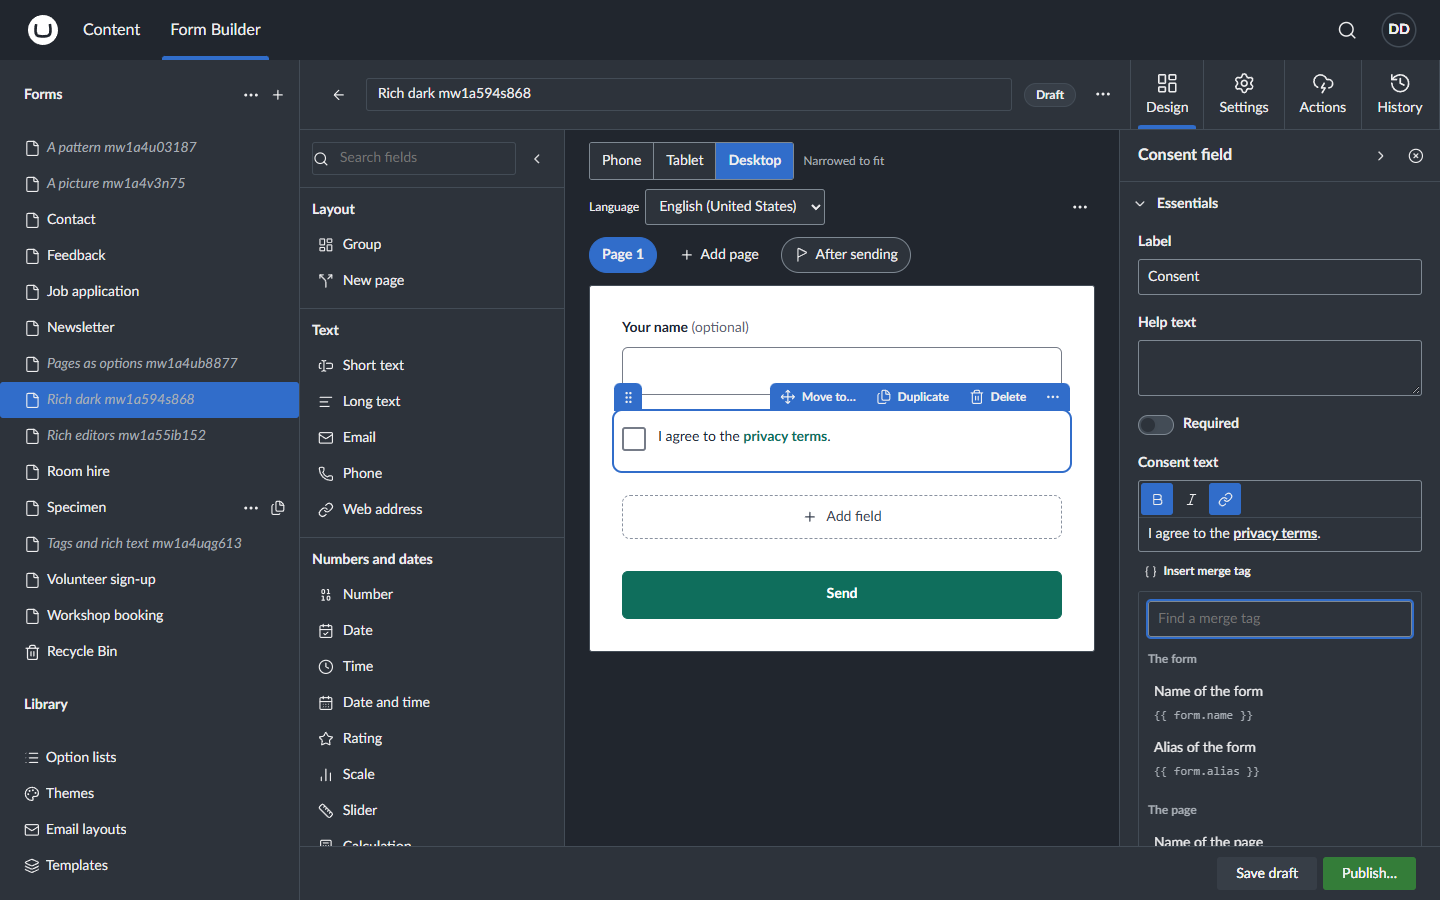 Content
Form Builder
DD
Forms
A pattern mw1a4u03187
A picture mw1a4v3n75
Contact
Feedback
Job application
Newsletter
Pages as options mw1a4ub8877
Rich dark mw1a594s868
Rich editors mw1a55ib152
Room hire
Specimen
Tags and rich text mw1a4uqg613
Volunteer sign-up
Workshop booking
Recycle Bin
Library
Option lists
Themes
Email layouts
Templates
Rich dark mw1a594s868
Draft
Design
Settings
Actions
History
Search fields
Layout
Group
New page
Text
Short text
Long text
Email
Phone
Web address
Numbers and dates
Number
Date
Time
Date and time
Rating
Scale
Slider
Calculation
Phone
Tablet
Desktop
Narrowed to fit
Language
English (United States)
Page 1
Add page
After sending
Your name (optional)
Move to...
Duplicate
Delete
I agree to the privacy terms.
Add field
Send
Consent field
Essentials
Label
Consent
Help text
Required
Consent text
B I
I agree to the privacy terms.
{ } Insert merge tag
Find a merge tag
The form
Name of the form
{{ form.name }}
Alias of the form
{{ form.alias }}
The page
Name of the page
Save draft
Publish...